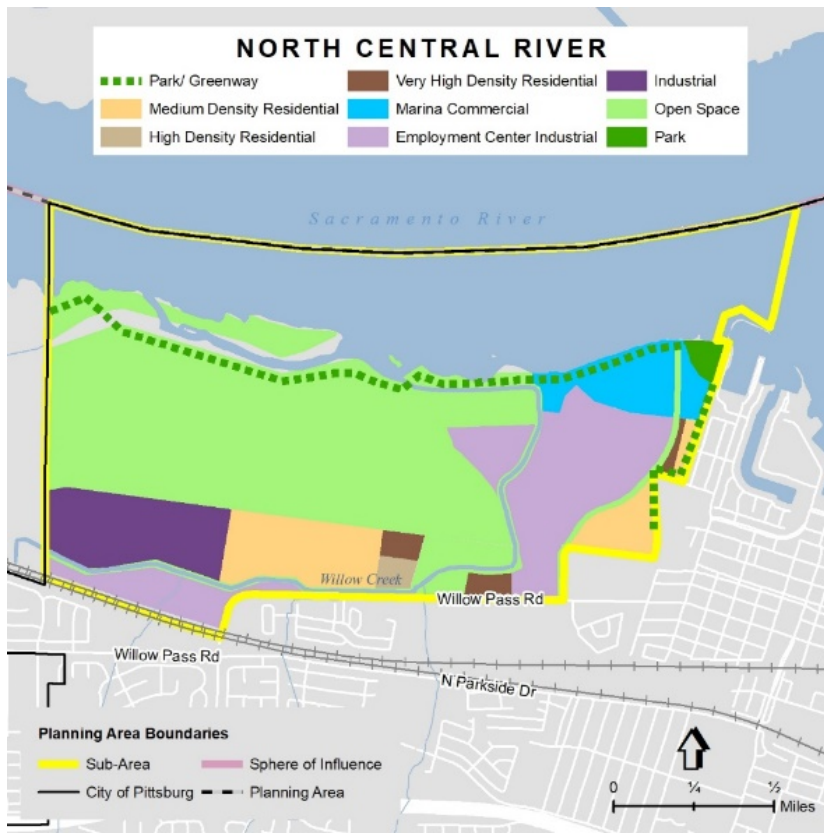 NORTH CENTRAL RIVER
Park/ Greenway
Medium Density Residential
High Density Residential
Very High Density Residential
Marina Commercial
Employment Center Industrial
Industrial
Open Space
Park
Sacramento River
Willow Creek
Willow Pass Rd
Willow Pass Rd
N Parkside Dr
Planning Area Boundaries
Sub-Area
Sphere of Influence
City of Pittsburg
Planning Area
0 ¼ ½
Miles